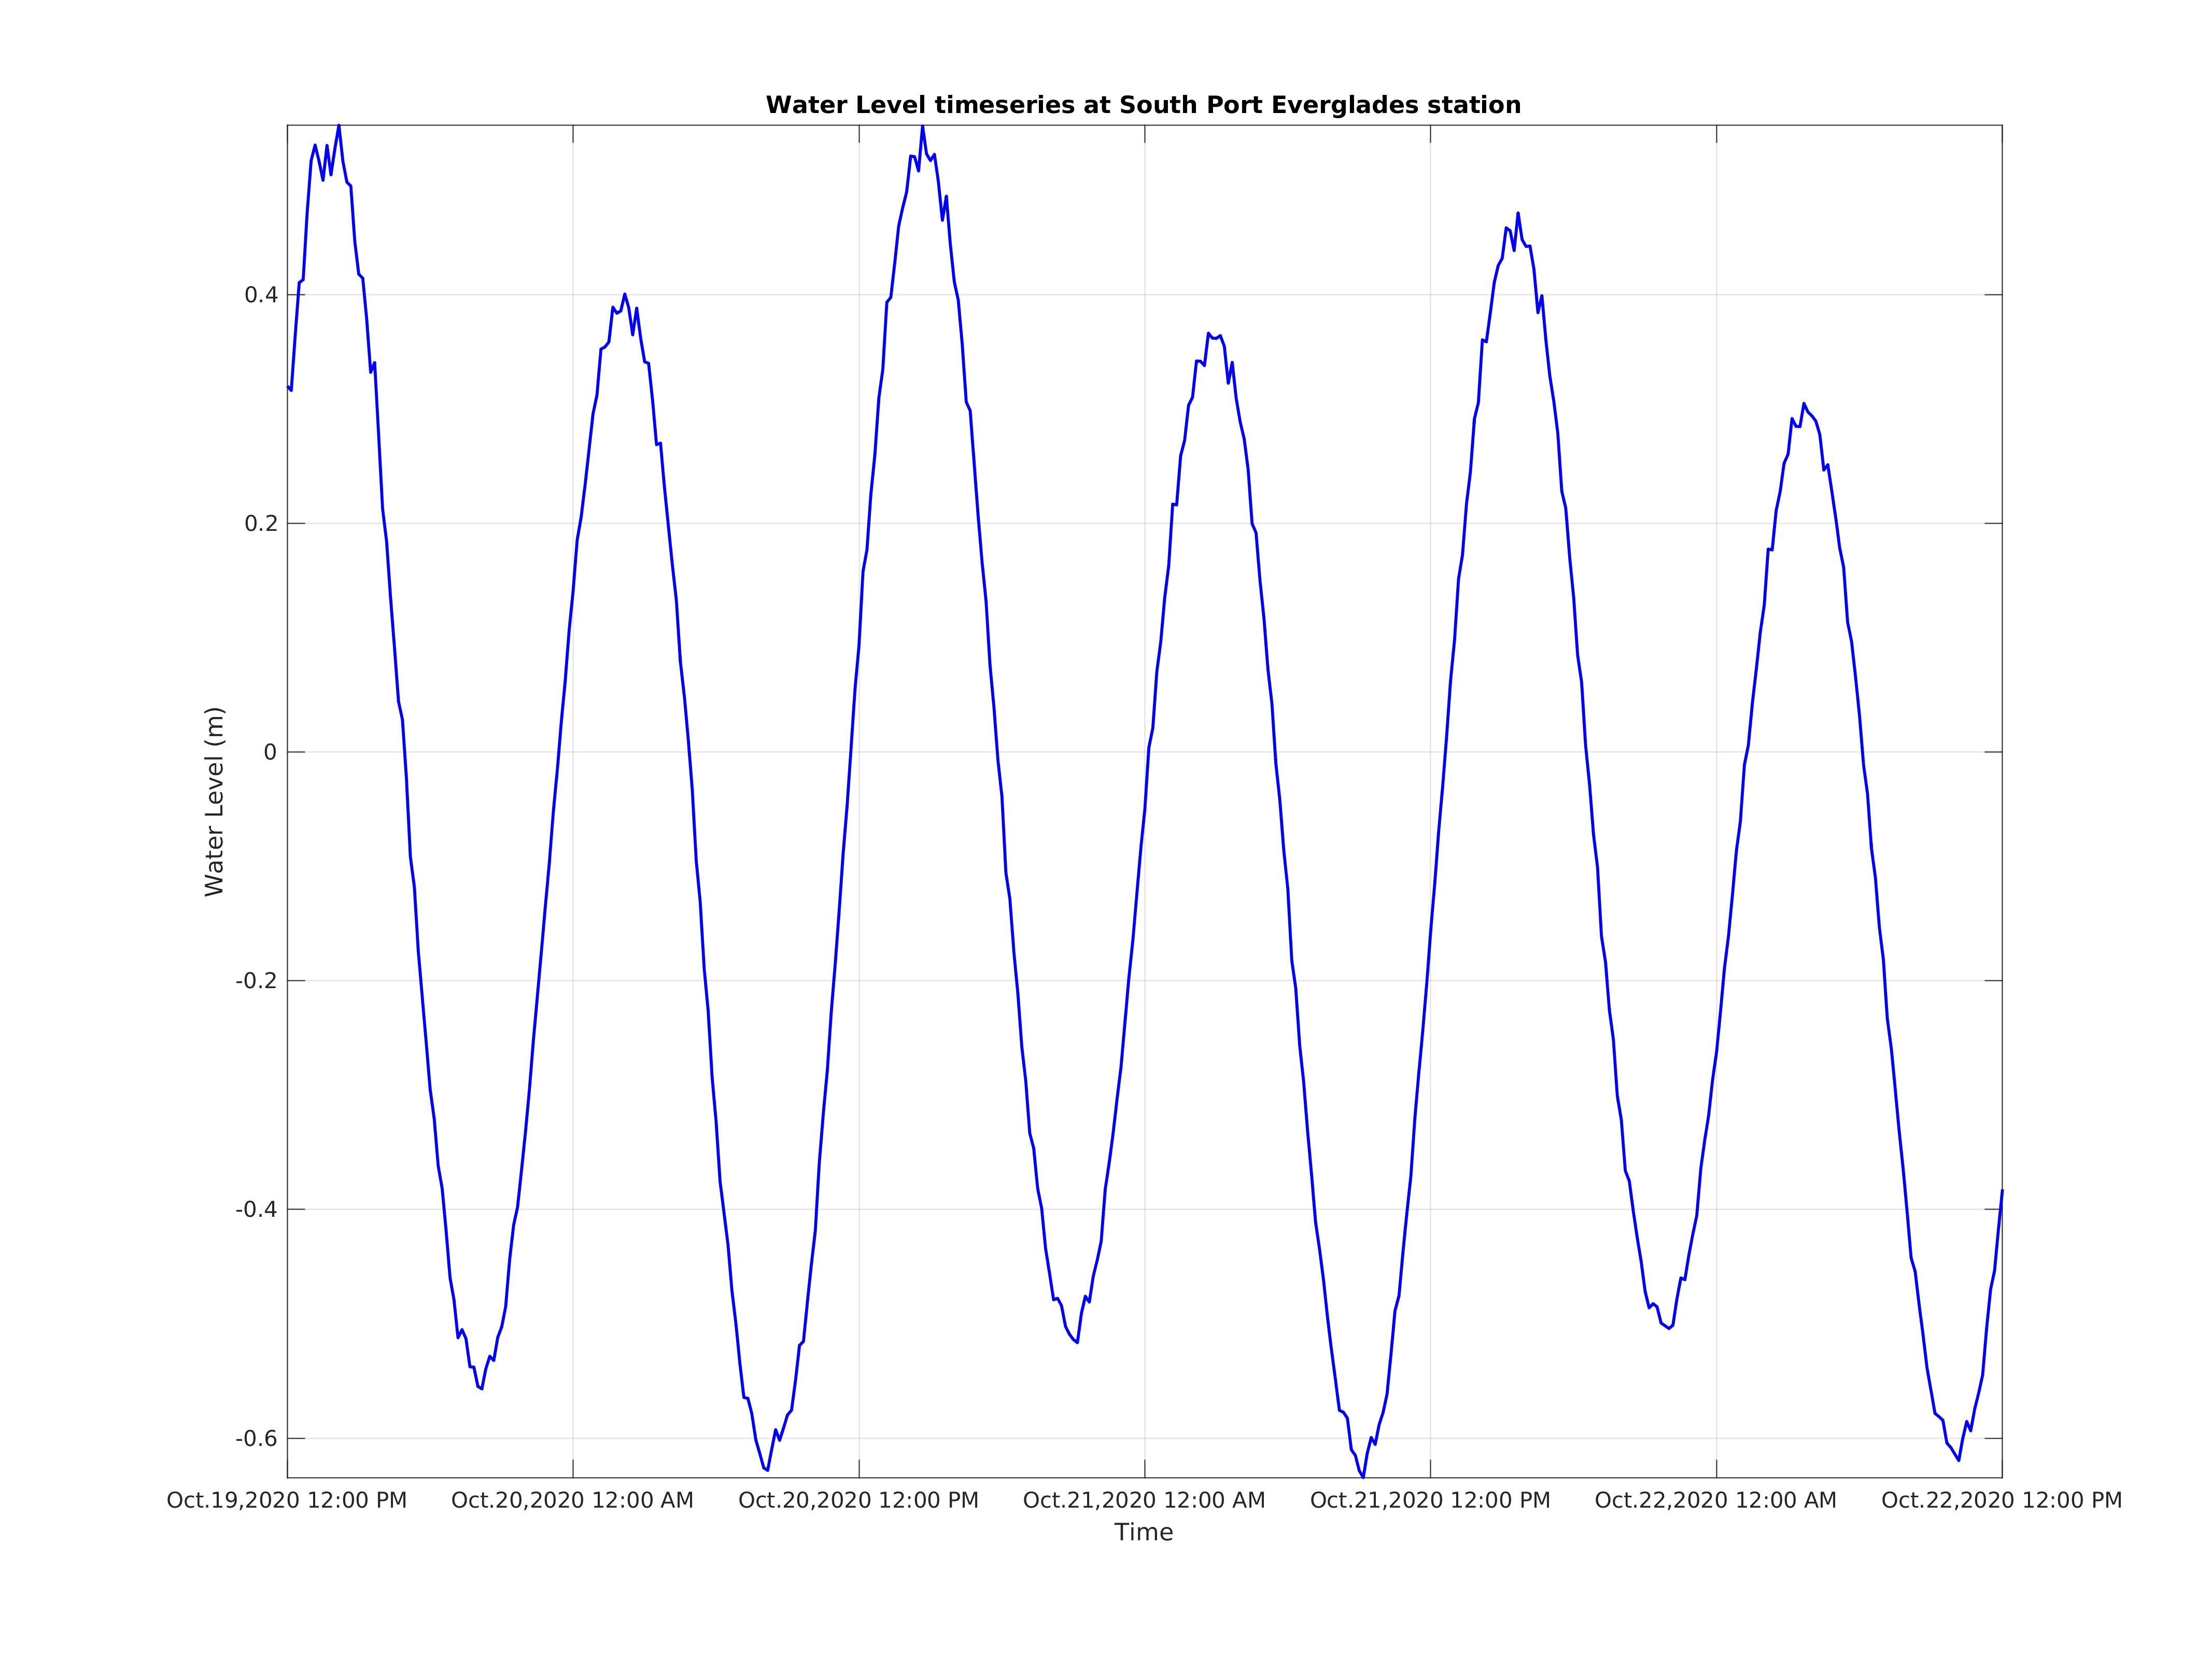 Water Level timeseries at South Port Everglades station
0.4
0.2
0
-0.2
-0.4
-0.6
Water Level (m)
Oct.19,2020 12:00 PM
Oct.20,2020 12:00 AM
Oct.20,2020 12:00 PM
Oct.21,2020 12:00 AM
Oct.21,2020 12:00 PM
Oct.22,2020 12:00 AM
Oct.22,2020 12:00 PM
Time